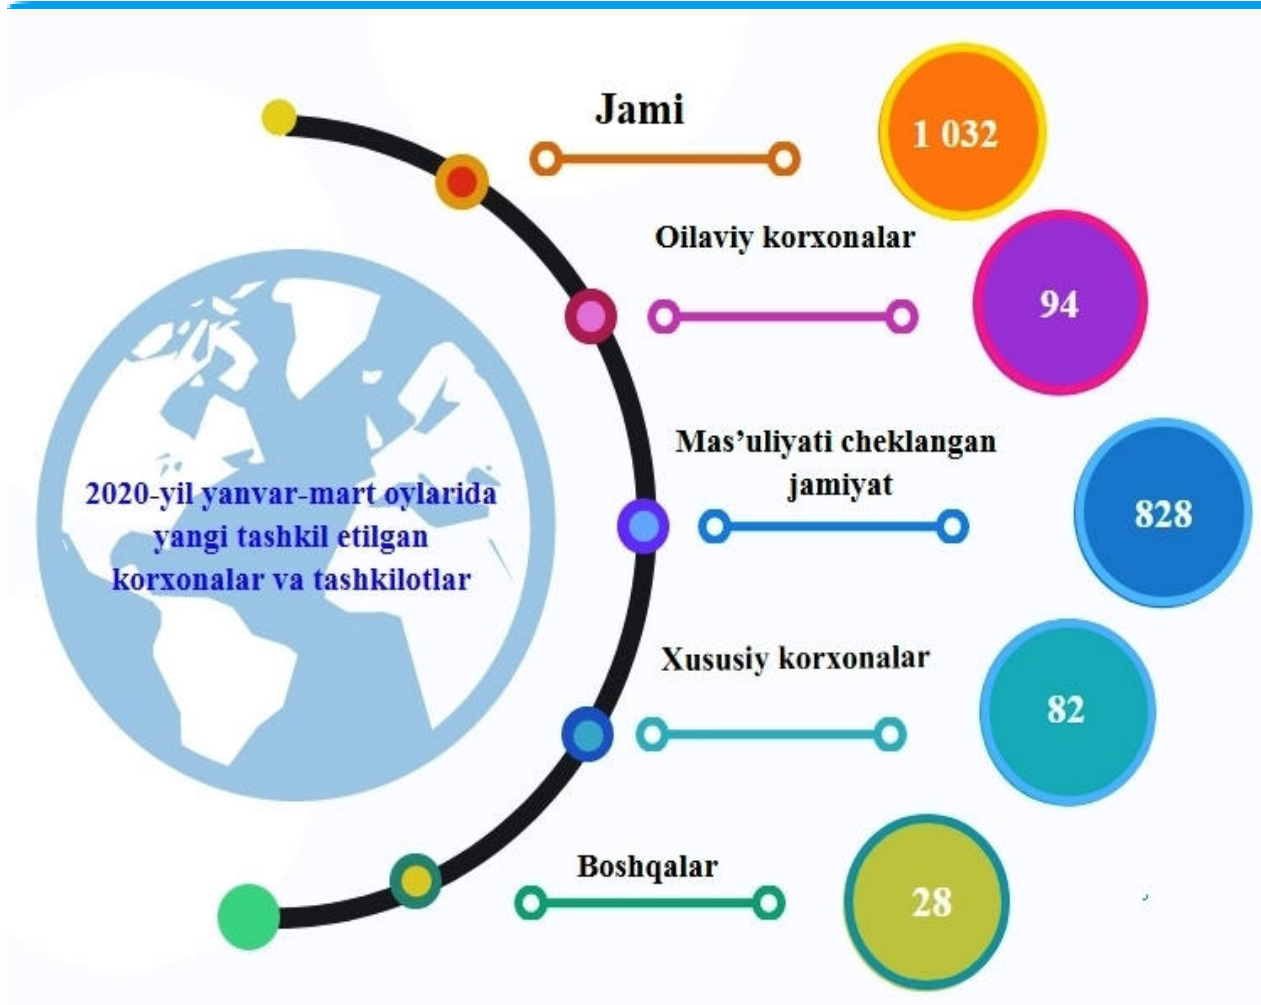 Jami
1 032
Oilaviy korxonalar
94
Mas’uliyati cheklangan
jamiyat
828
2020-yil yanvar-mart oylarida
yangi tashkil etilgan
korxonalar va tashkilotlar
Xususiy korxonalar
82
Boshqalar
28